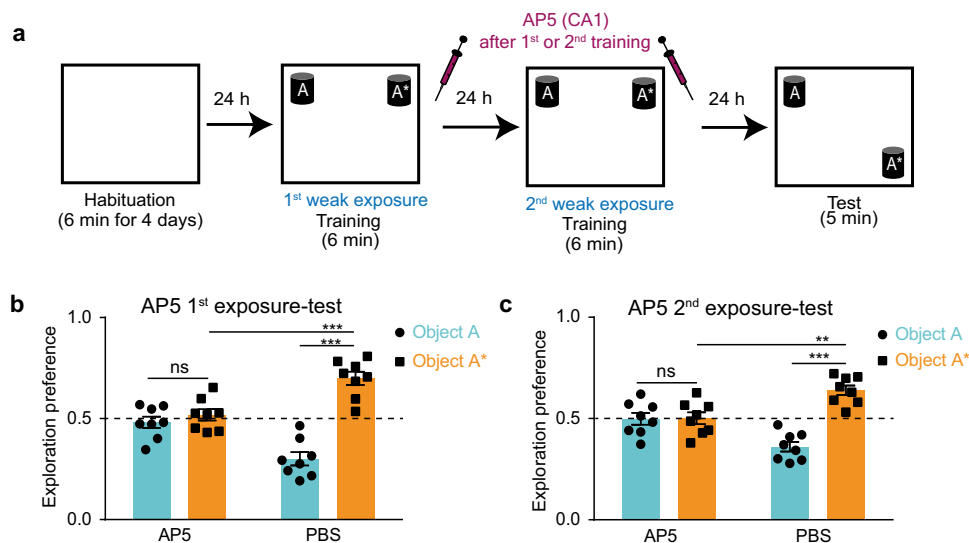 a
AP5 (CA1)
after 1st or 2nd training
24 h
A
A*
24 h
A
A*
24 h
A
A*
Habituation
(6 min for 4 days)
1st weak exposure
Training
(6 min)
2nd weak exposure
Training
(6 min)
Test
(5 min)
b
AP5 1st exposure-test
Exploration preference
1.0
0.5
0.0
ns
***
***
Object A
Object A*
AP5
PBS
c
AP5 2nd exposure-test
Exploration preference
1.0
0.5
0.0
ns
**
***
Object A
Object A*
AP5
PBS